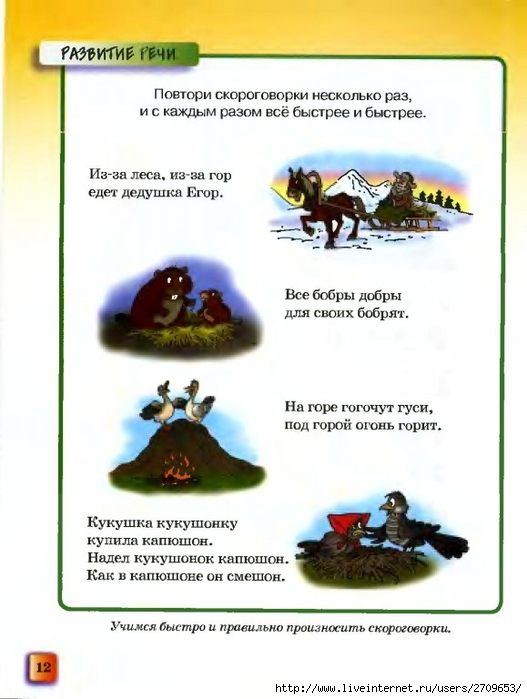 РАЗВИТИЕ РЕЧИ
Повтори скороговорки несколько раз,
и с каждым разом всё быстрее и быстрее.
Из-за леса, из-за гор
едет дедушка Егор.
Все бобры добры
для своих бобрят.
На горе гогочут гуси,
под горой огонь горит.
Кукушка кукушонку
купила капюшон.
Надел кукушонок капюшон.
Как в капюшоне он смешон.
Учимся быстро и правильно произносить скороговорки.
12
http://www.liveinternet.ru/users/2709653/